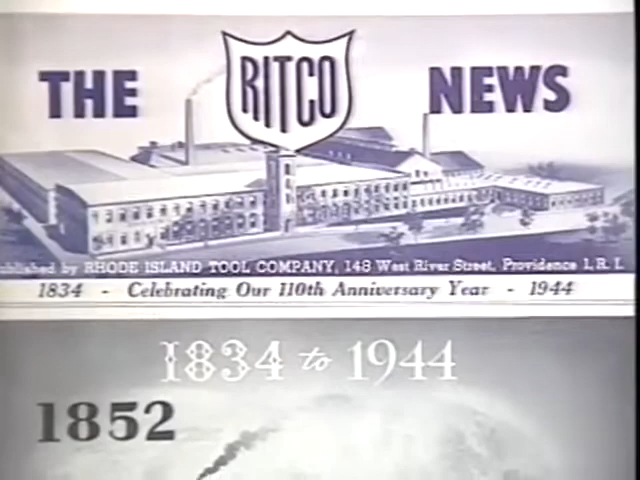 THE RITCO NEWS
ublished by RHODE ISLAND TOOL COMPANY, 148 West River Street, Providence 1, R. I.
1834 - Celebrating Our 110th Anniversary Year - 1944
1834 to 1944
1852